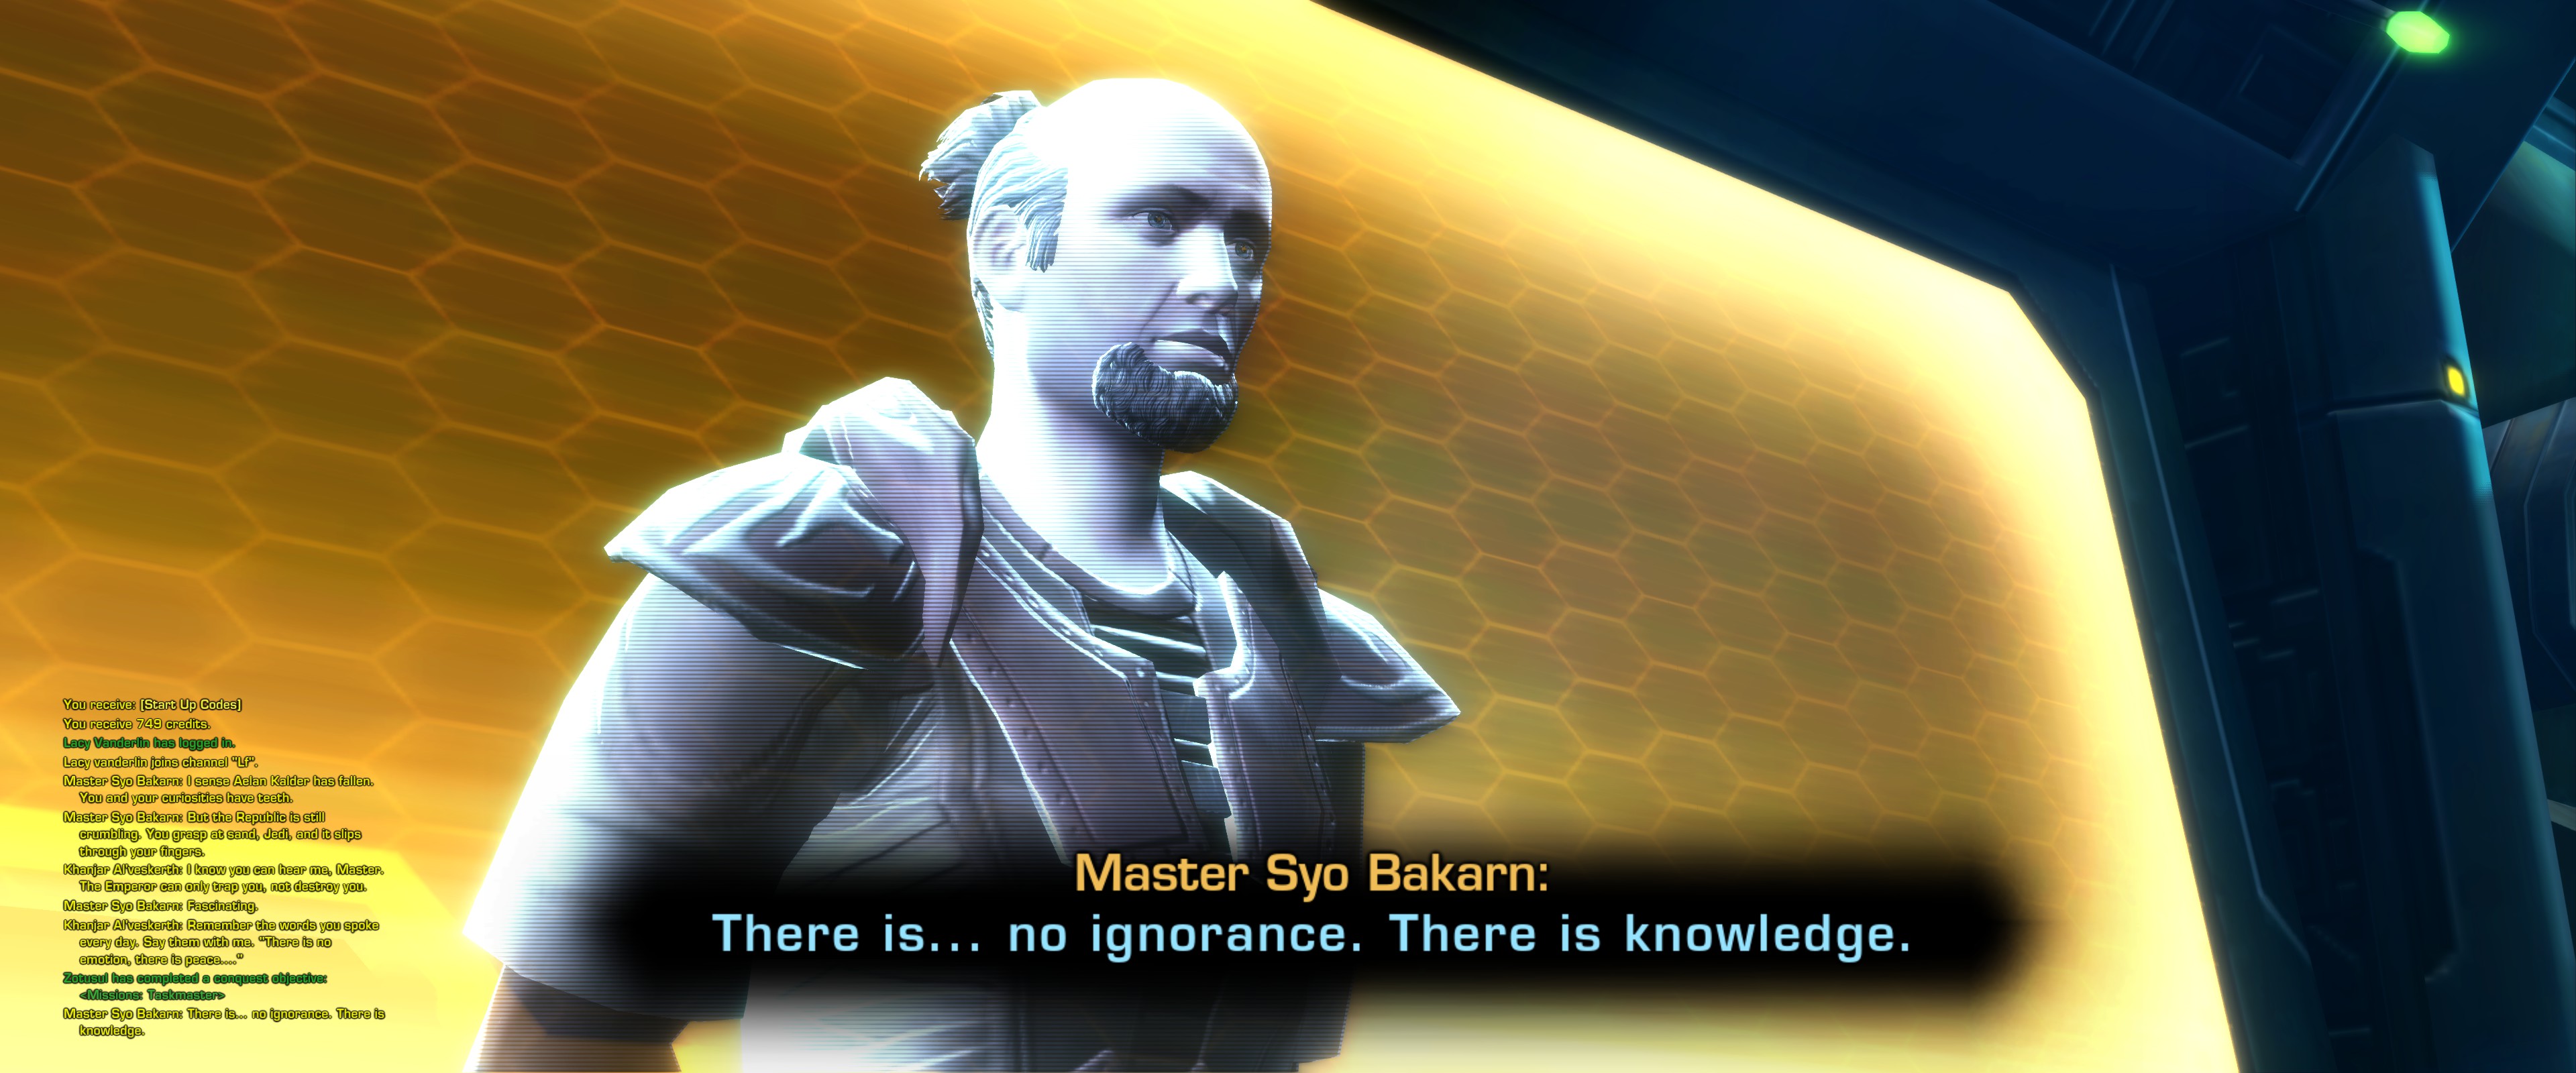 You receive: [Start Up Codes]
You receive 749 credits.
Lacy Vanderlin has logged in.
Lacy vanderlin joins channel "Lf".
Master Syo Bakarn: I sense Aelan Kalder has fallen.
You and your curiosities have teeth.
Master Syo Bakarn: But the Republic is still
crumbling. You grasp at sand, Jedi, and it slips
through your fingers.
Khanjar Al'veskerth: I know you can hear me, Master.
The Emperor can only trap you, not destroy you.
Master Syo Bakarn: Fascinating.
Khanjar Al'veskerth: Remember the words you spoke
every day. Say them with me. "There is no
emotion, there is peace...."
Zotusul has completed a conquest objective:
<Missions: Taskmaster>
Master Syo Bakarn: There is... no ignorance. There is
knowledge.
Master Syo Bakarn:
There is... no ignorance. There is knowledge.